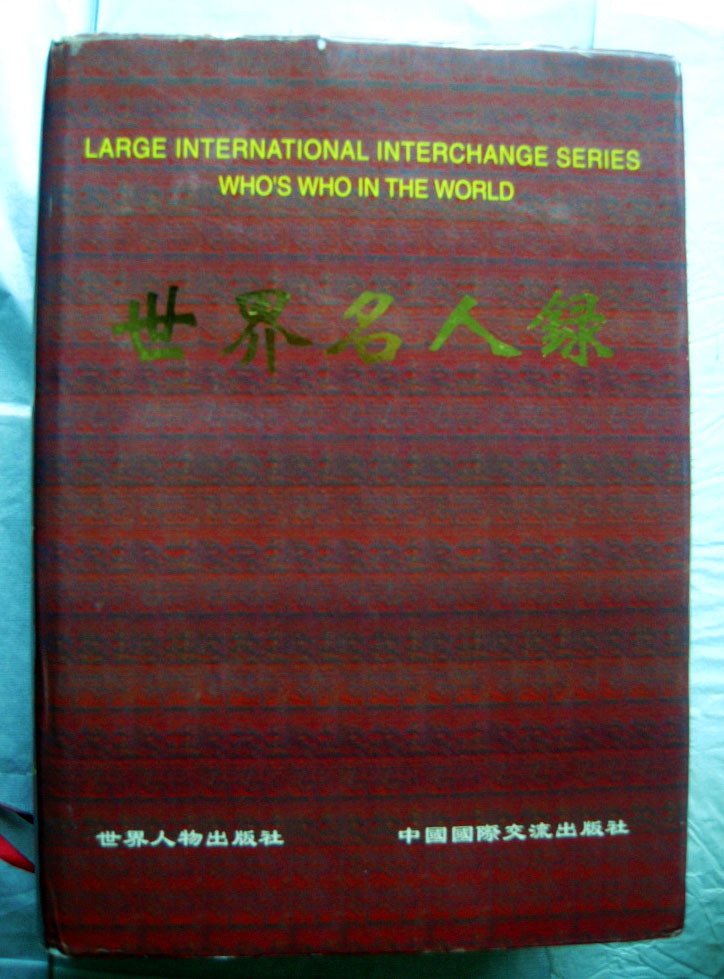 LARGE INTERNATIONAL INTERCHANGE SERIES
WHO'S WHO IN THE WORLD
世界名人錄
世界人物出版社 中國國際交流出版社